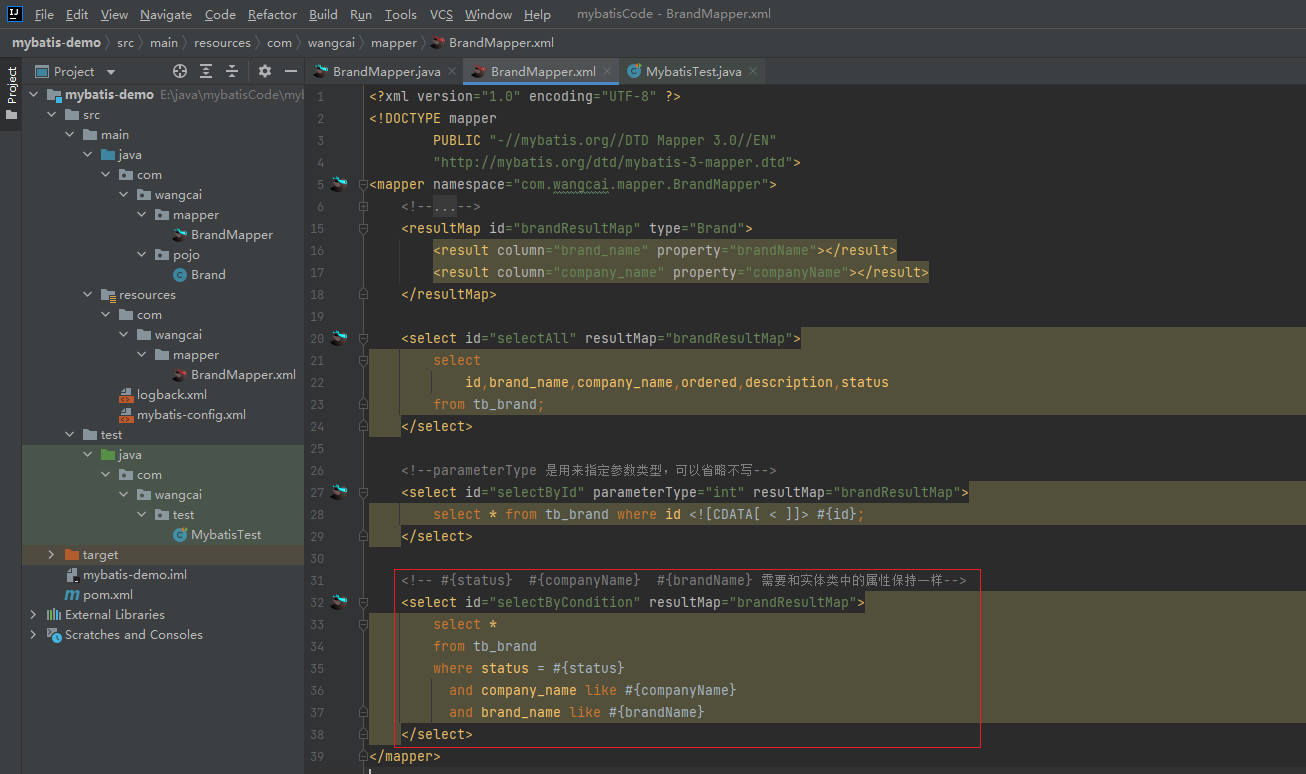 File Edit View Navigate Code Refactor Build Run Tools VCS Window Help mybatisCode - BrandMapper.xml
mybatis-demo src main resources com wangcai mapper BrandMapper.xml
Project
Project
BrandMapper.java
BrandMapper.xml
MybatisTest.java
mybatis-demo E:\java\mybatisCode\myl
src
main
java
com
wangcai
mapper
BrandMapper
pojo
Brand
resources
com
wangcai
mapper
BrandMapper.xml
logback.xml
mybatis-config.xml
test
java
com
wangcai
test
MybatisTest
target
mybatis-demo.iml
pom.xml
External Libraries
Scratches and Consoles
1 <?xml version="1.0" encoding="UTF-8" ?>
2 <!DOCTYPE mapper
3 PUBLIC "-//mybatis.org//DTD Mapper 3.0//EN"
4 "http://mybatis.org/dtd/mybatis-3-mapper.dtd">
5 <mapper namespace="com.wangcai.mapper.BrandMapper">
6 <!--...-->
15 <resultMap id="brandResultMap" type="Brand">
16 <result column="brand_name" property="brandName"></result>
17 <result column="company_name" property="companyName"></result>
18 </resultMap>
19
20 <select id="selectAll" resultMap="brandResultMap">
21 select
22 id,brand_name,company_name,ordered,description,status
23 from tb_brand;
24 </select>
25
26 <!--parameterType 是用来指定参数类型，可以省略不写-->
27 <select id="selectById" parameterType="int" resultMap="brandResultMap">
28 select * from tb_brand where id <![CDATA[ < ]]> #{id};
29 </select>
30
31 <!-- #{status}  #{companyName}  #{brandName} 需要和实体类中的属性保持一样-->
32 <select id="selectByCondition" resultMap="brandResultMap">
33 select *
34 from tb_brand
35 where status = #{status}
36 and company_name like #{companyName}
37 and brand_name like #{brandName}
38 </select>
39 </mapper>